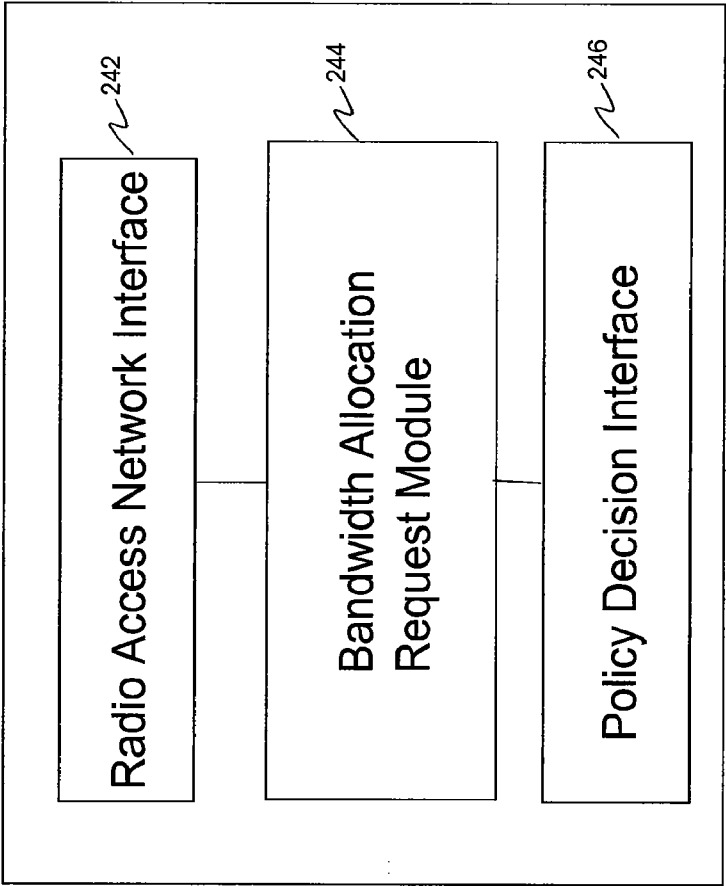 Radio Access Network Interface
242
Bandwidth Allocation
Request Module
244
Policy Decision Interface
246